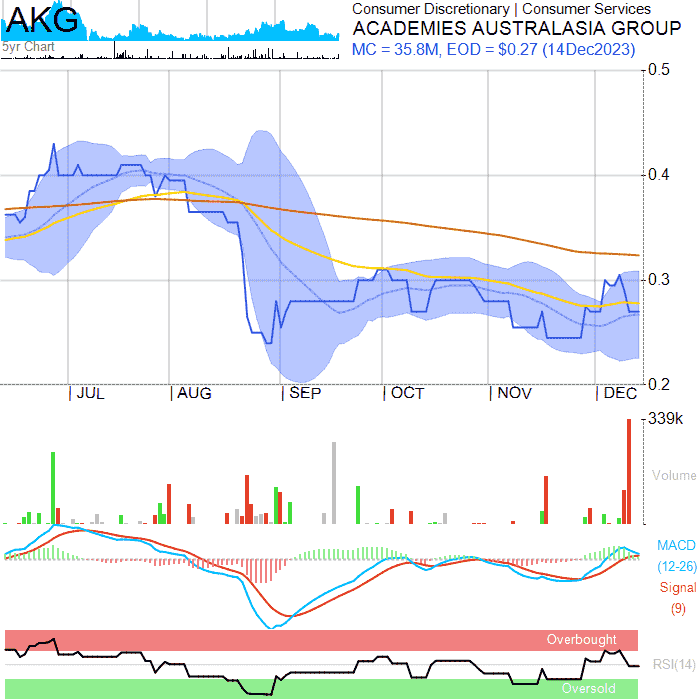 AKG
5yr Chart
Consumer Discretionary | Consumer Services
ACADEMIES AUSTRALASIA GROUP
MC = 35.8M, EOD = $0.27 (14Dec2023)
0.5
0.4
0.3
0.2
JUL AUG SEP OCT NOV DEC
339k
Volume
MACD
(12-26)
Signal
(9)
Overbought
RSI(14)
Oversold